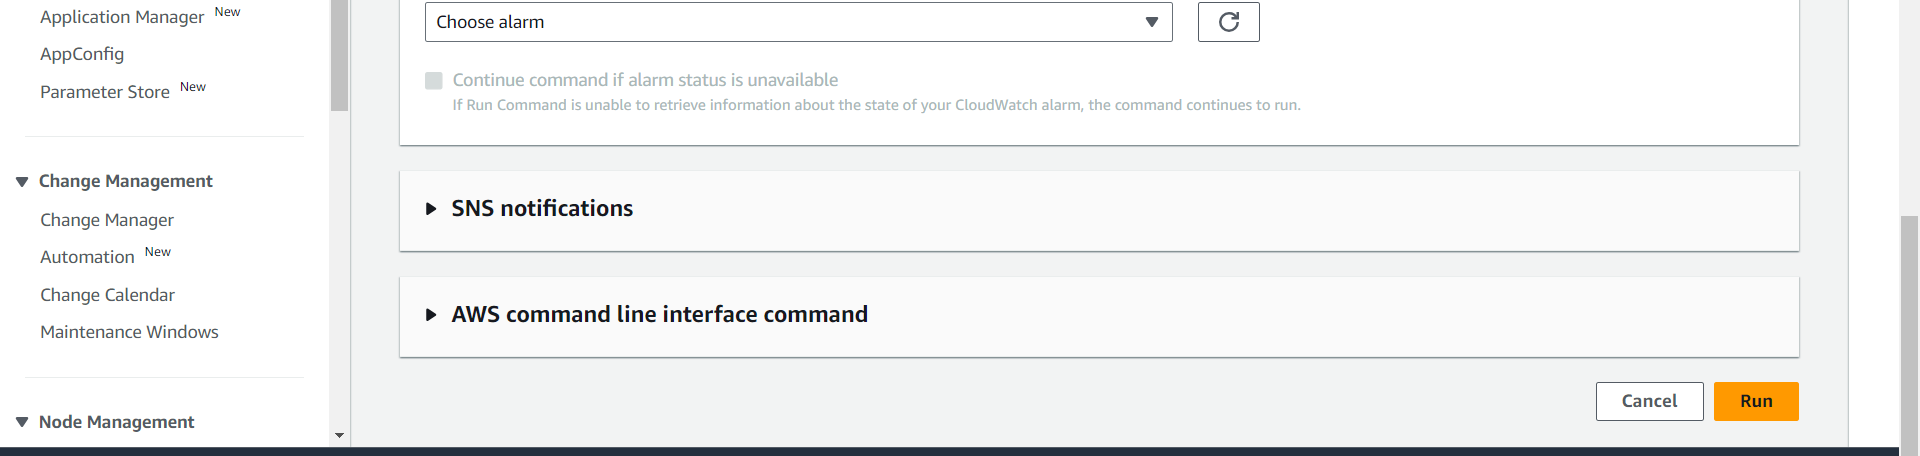 Application Manager New
AppConfig
Parameter Store New
Change Management
Change Manager
Automation New
Change Calendar
Maintenance Windows
Node Management
Choose alarm
Continue command if alarm status is unavailable
If Run Command is unable to retrieve information about the state of your CloudWatch alarm, the command continues to run.
SNS notifications
AWS command line interface command
Cancel
Run